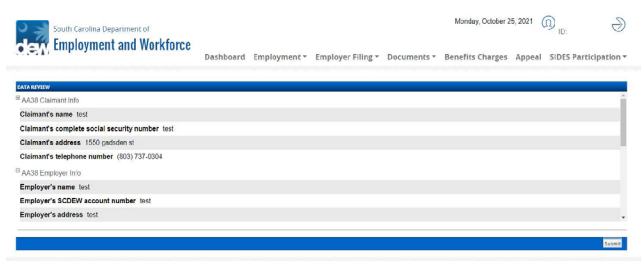 Monday, October 25, 2021
ID:
South Carolina Department of
dew Employment and Workforce
Dashboard Employment Employer Filing Documents Benefits Charges Appeal SIDES Participation
DATA REVIEW
AA38 Claimant Info
Claimant's name test
Claimant's complete social security number test
Claimant's address 1550 gadsden st
Claimant's telephone number (803) 737-0304
AA38 Employer Info
Employer's name test
Employer's SCDEW account number test
Employer's address test
Submit